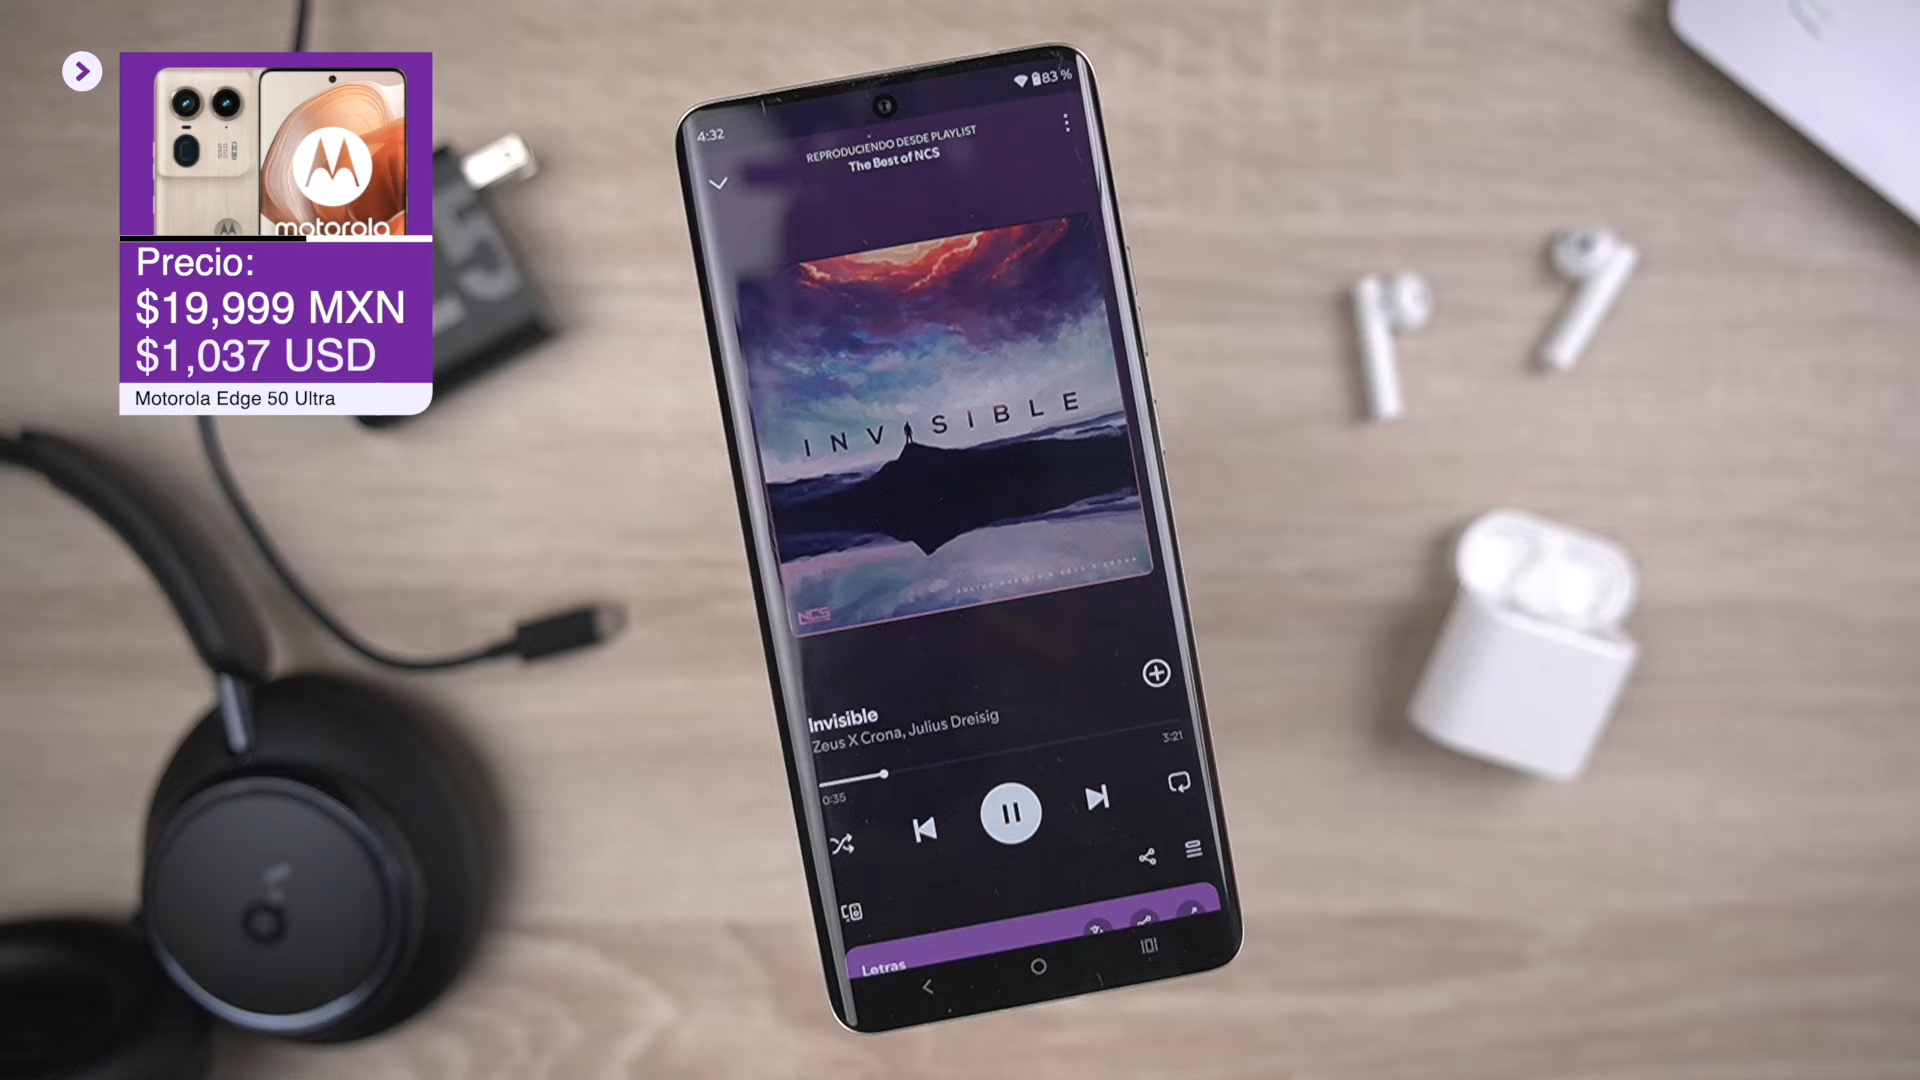 motorola
Precio:
$19,999 MXN
$1,037 USD
Motorola Edge 50 Ultra
4:32
83 %
REPRODUCIENDO DESDE PLAYLIST
The Best of NCS
INVISIBLE
NCS
Invisible
Zeus X Crona, Julius Dreisig
0:35
3:21
Letras